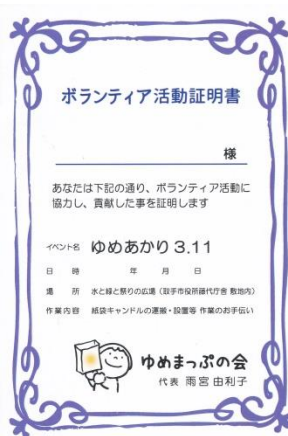 ボランティア活動証明書
様
あなたは下記の通り、ボランティア活動に
協力し、貢献した事を証明します
イベント名 ゆめあかり 3.11
日 時 年 月 日
場 所 水と緑と祭りの広場（取手市役所藤代庁舎 敷地内）
作業内容 紙袋キャンドルの運搬・設置等 作業のお手伝い
ゆめまっぷの会
代表 雨宮 由利子